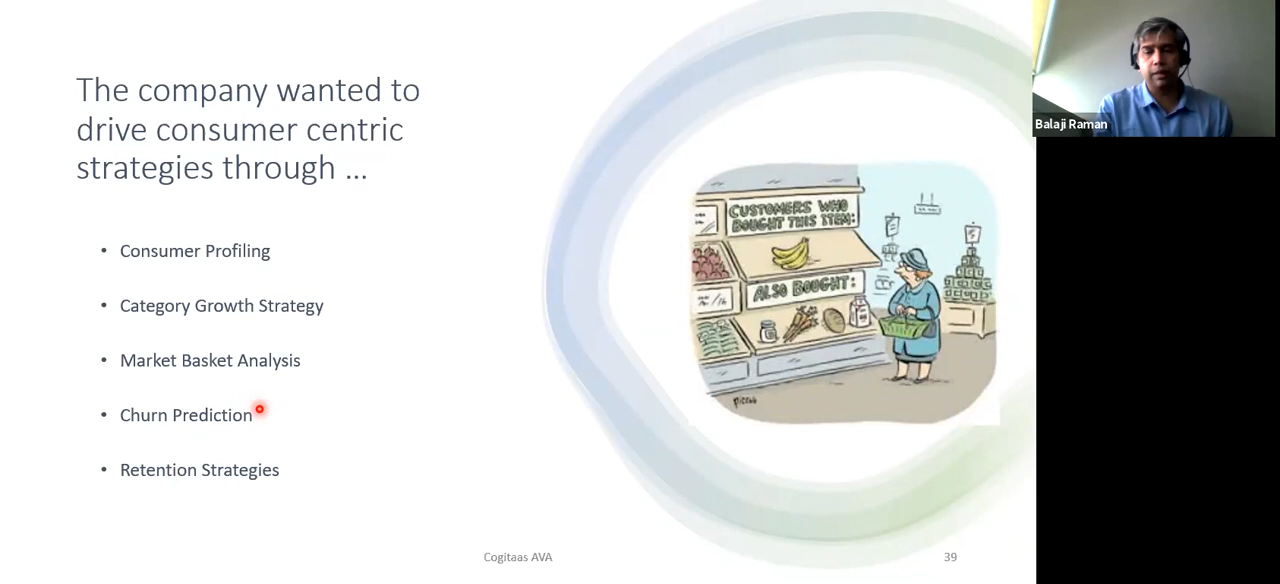 The company wanted to
drive consumer centric
strategies through ...
• Consumer Profiling
• Category Growth Strategy
• Market Basket Analysis
• Churn Prediction
• Retention Strategies
CUSTOMERS WHO
BOUGHT THIS ITEM:
ALSO BOUGHT:
Cogitaas AVA
39
Balaji Raman